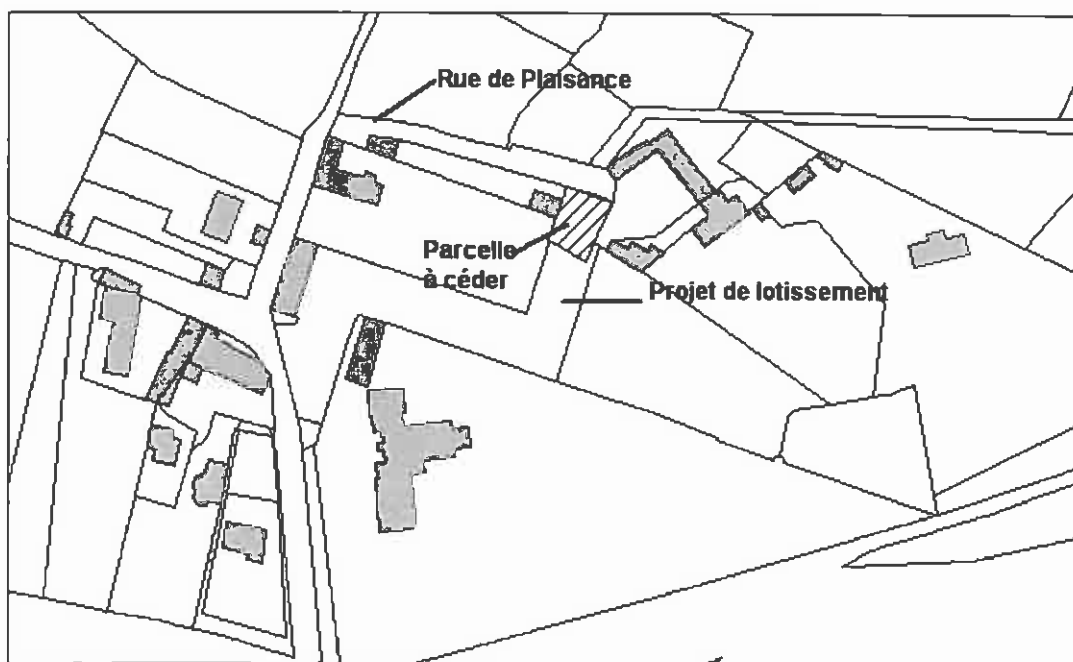 Rue de Plaisance
Parcelle
à céder
Projet de lotissement